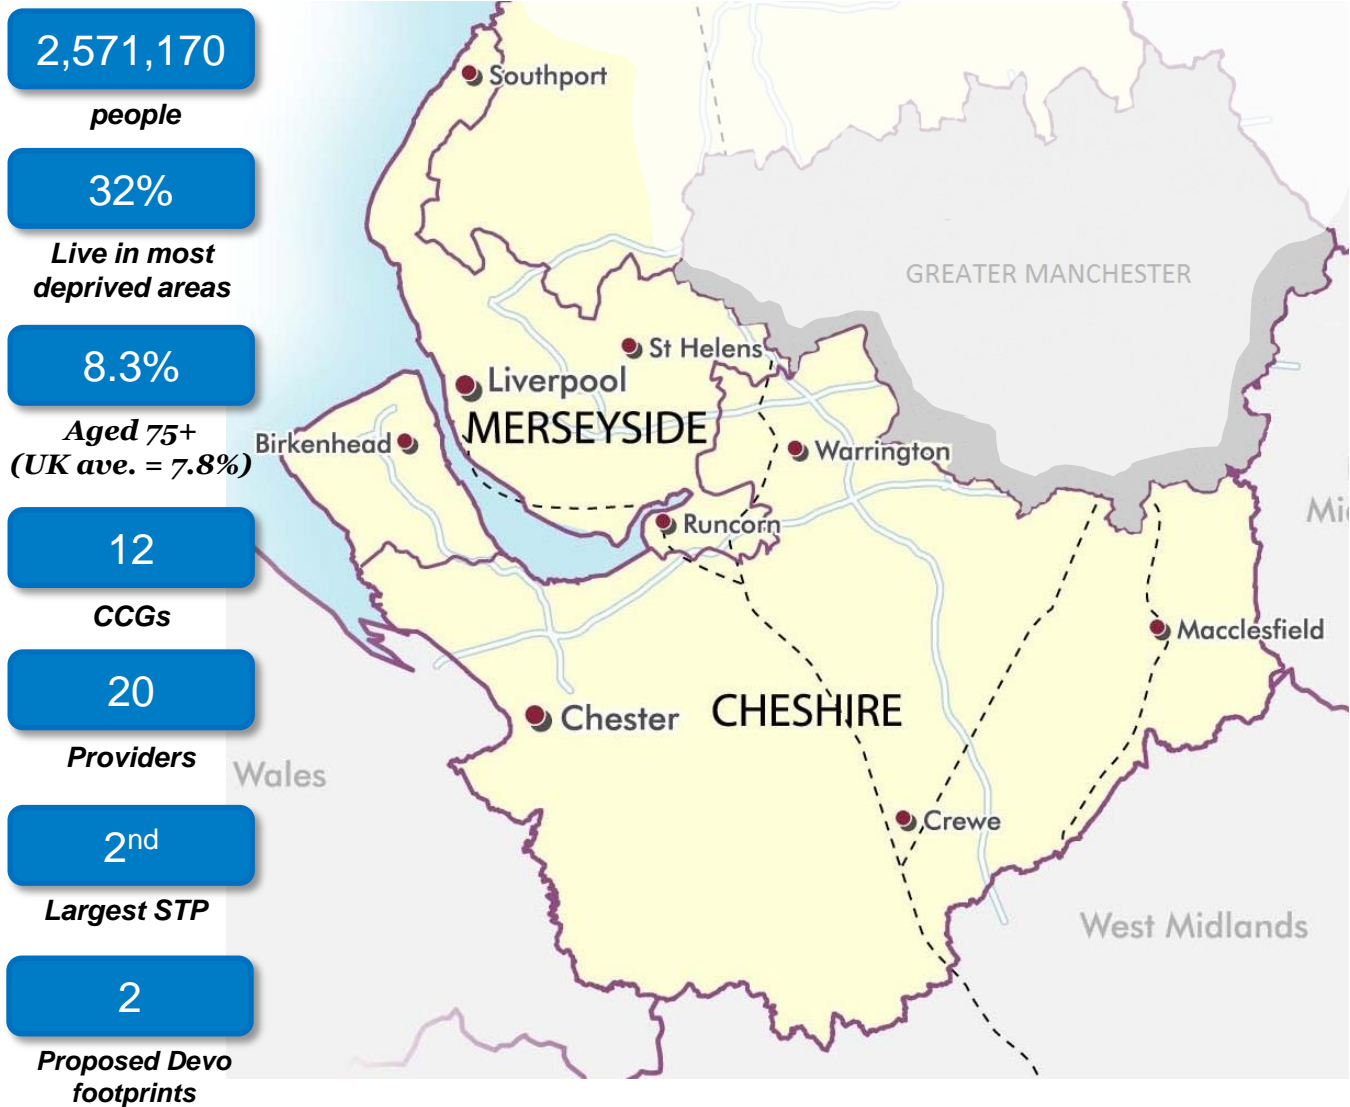 2,571,170
people
32%
Live in most
deprived areas
8.3%
Aged 75+
(UK ave. = 7.8%)
12
CCGs
20
Providers
2nd
Largest STP
2
Proposed Devo
footprints
Southport
GREATER MANCHESTER
St Helens
Liverpool
MERSEYSIDE
Birkenhead
Warrington
Runcorn
Mic
Macclesfield
Chester
CHESHIRE
Wales
Crewe
West Midlands